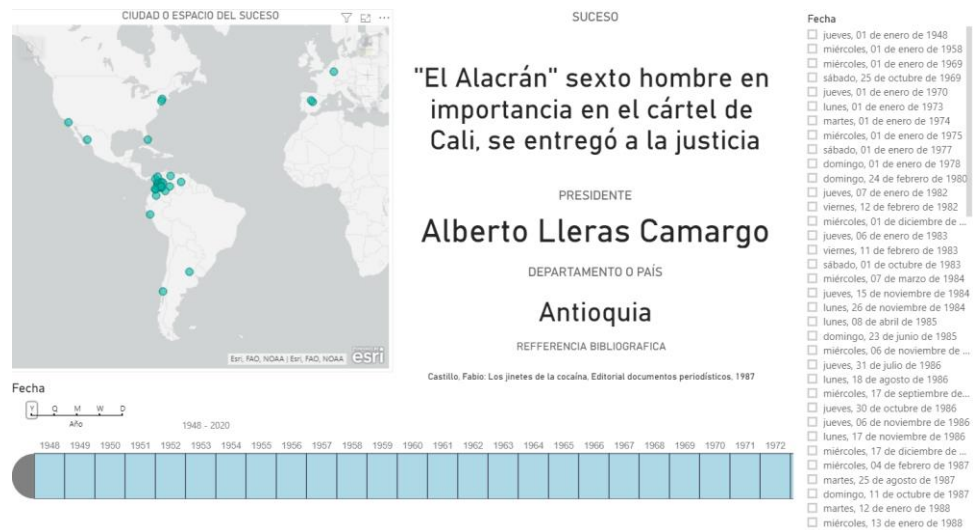 CIUDAD O ESPACIO DEL SUCESO
Esri, FAO, NOAA | Esri, FAO, NOAA
esri
SUCESO
"El Alacrán" sexto hombre en
importancia en el cártel de
Cali, se entregó a la justicia
PRESIDENTE
Alberto Lleras Camargo
DEPARTAMENTO O PAÍS
Antioquia
REFFERENCIA BIBLIOGRAFICA
Castillo, Fabio: Los jinetes de la cocaína, Editorial documentos periodísticos, 1987
Fecha
jueves, 01 de enero de 1948
miércoles, 01 de enero de 1958
miércoles, 01 de enero de 1969
sábado, 25 de octubre de 1969
jueves, 01 de enero de 1970
lunes, 01 de enero de 1973
martes, 01 de enero de 1974
miércoles, 01 de enero de 1975
sábado, 01 de enero de 1977
domingo, 01 de enero de 1978
domingo, 24 de febrero de 1980
jueves, 07 de enero de 1982
viernes, 12 de febrero de 1982
miércoles, 01 de diciembre de ...
jueves, 06 de enero de 1983
viernes, 11 de febrero de 1983
sábado, 01 de octubre de 1983
miércoles, 07 de marzo de 1984
jueves, 15 de noviembre de 1984
lunes, 26 de noviembre de 1984
lunes, 08 de abril de 1985
domingo, 23 de junio de 1985
miércoles, 06 de noviembre de ...
jueves, 31 de julio de 1986
lunes, 18 de agosto de 1986
miércoles, 17 de septiembre de...
jueves, 30 de octubre de 1986
jueves, 06 de noviembre de 1986
lunes, 17 de noviembre de 1986
miércoles, 17 de diciembre de ...
miércoles, 04 de febrero de 1987
martes, 25 de agosto de 1987
domingo, 11 de octubre de 1987
martes, 12 de enero de 1988
miércoles, 13 de enero de 1988
Fecha
Y Q M W D
Año
1948 - 2020
1948 1949 1950 1951 1952 1953 1954 1955 1956 1957 1958 1959 1960 1961 1962 1963 1964 1965 1966 1967 1968 1969 1970 1971 1972